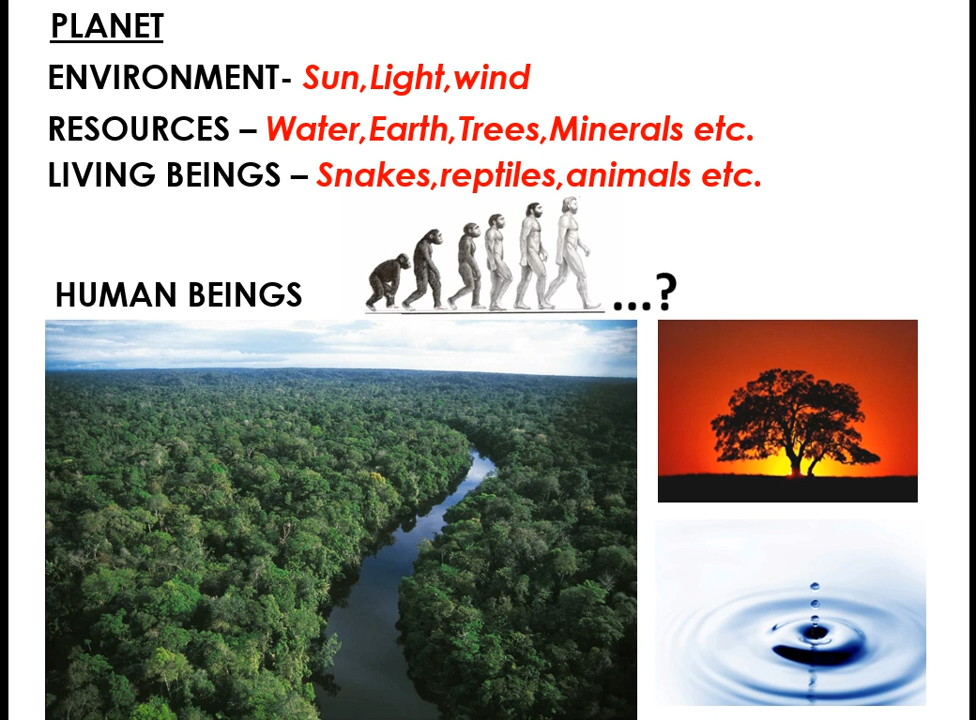 PLANET
ENVIRONMENT- Sun,Light,wind
RESOURCES – Water,Earth,Trees,Minerals etc.
LIVING BEINGS – Snakes,reptiles,animals etc.
HUMAN BEINGS ...?